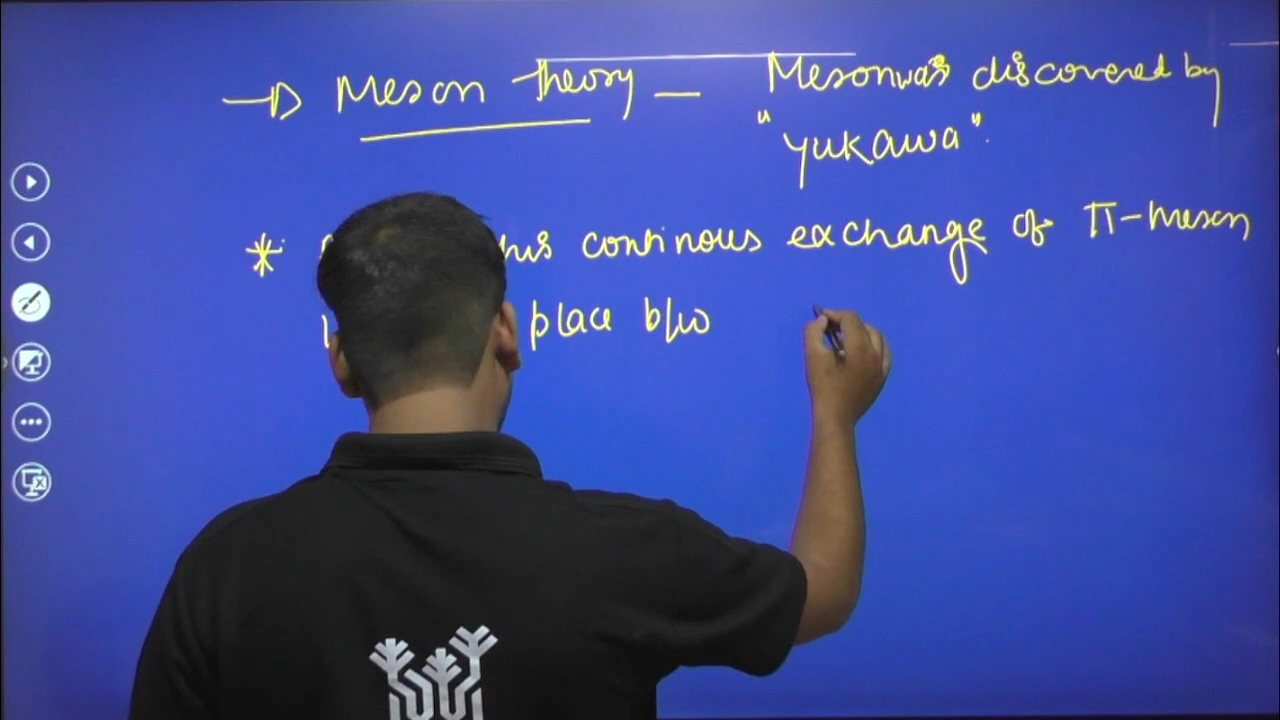 Meson Theory — Meson was discovered by
"YUKAWA".
* continous exchange of π-Meson
place b/w